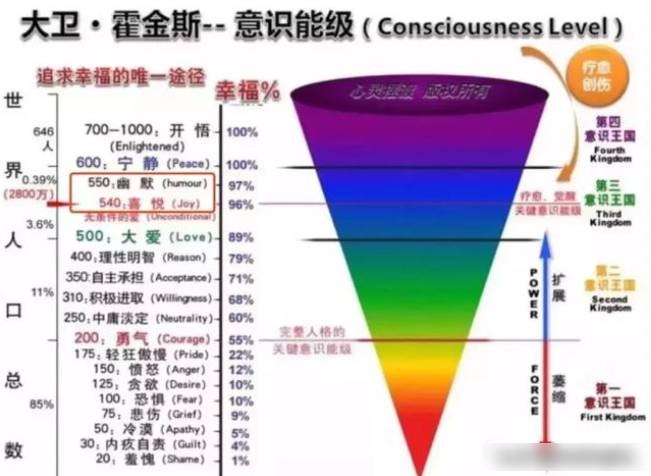 大卫·霍金斯--意识能级（Consciousness Level）
追求幸福的唯一途径
幸福%
世界人口总数
646人
0.39%
(2800万)
3.6%
11%
85%
700—1000：开悟 100%
(Enlightened)
600：宁静 (Peace) 100%
550：幽默 (humour) 97%
540：喜悦 (Joy) 96%
无条件的爱 (Unconditional)
500：大爱 (Love) 89%
400：理性明智 (Reason) 79%
350:自主承担 (Acceptance) 71%
310:积极进取 (Willingness) 68%
250:中庸淡定 (Neutrality) 60%
200：勇气 (Courage) 55%
175：轻狂傲慢 (Pride) 22%
150：愤怒 (Anger) 12%
125：贪欲 (Desire) 10%
100：恐惧 (Fear) 10%
75：悲伤 (Grief) 9%
50：冷漠 (Apathy) 5%
30：内疚自责 (Guilt) 4%
20：羞愧 (Shame) 1%
版权所有
完整人格的
关键意识能级
疗愈
创伤
疗愈、觉醒
关键意识能级
POWER
扩展
FORCE
萎缩
第四
意识王国
Fourth
Kingdom
第三
意识王国
Third
Kingdom
第二
意识王国
Second
Kingdom
第一
意识王国
First Kingdom